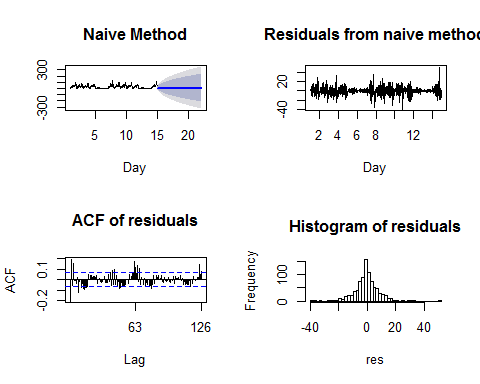 Naive Method
300
-300
5 10 15 20
Day
Residuals from naive method
20
-40
2 4 6 8 12
Day
ACF of residuals
ACF
0.1
-0.2
63 126
Lag
Histogram of residuals
Frequency
100
0
-40 0 20 40
res